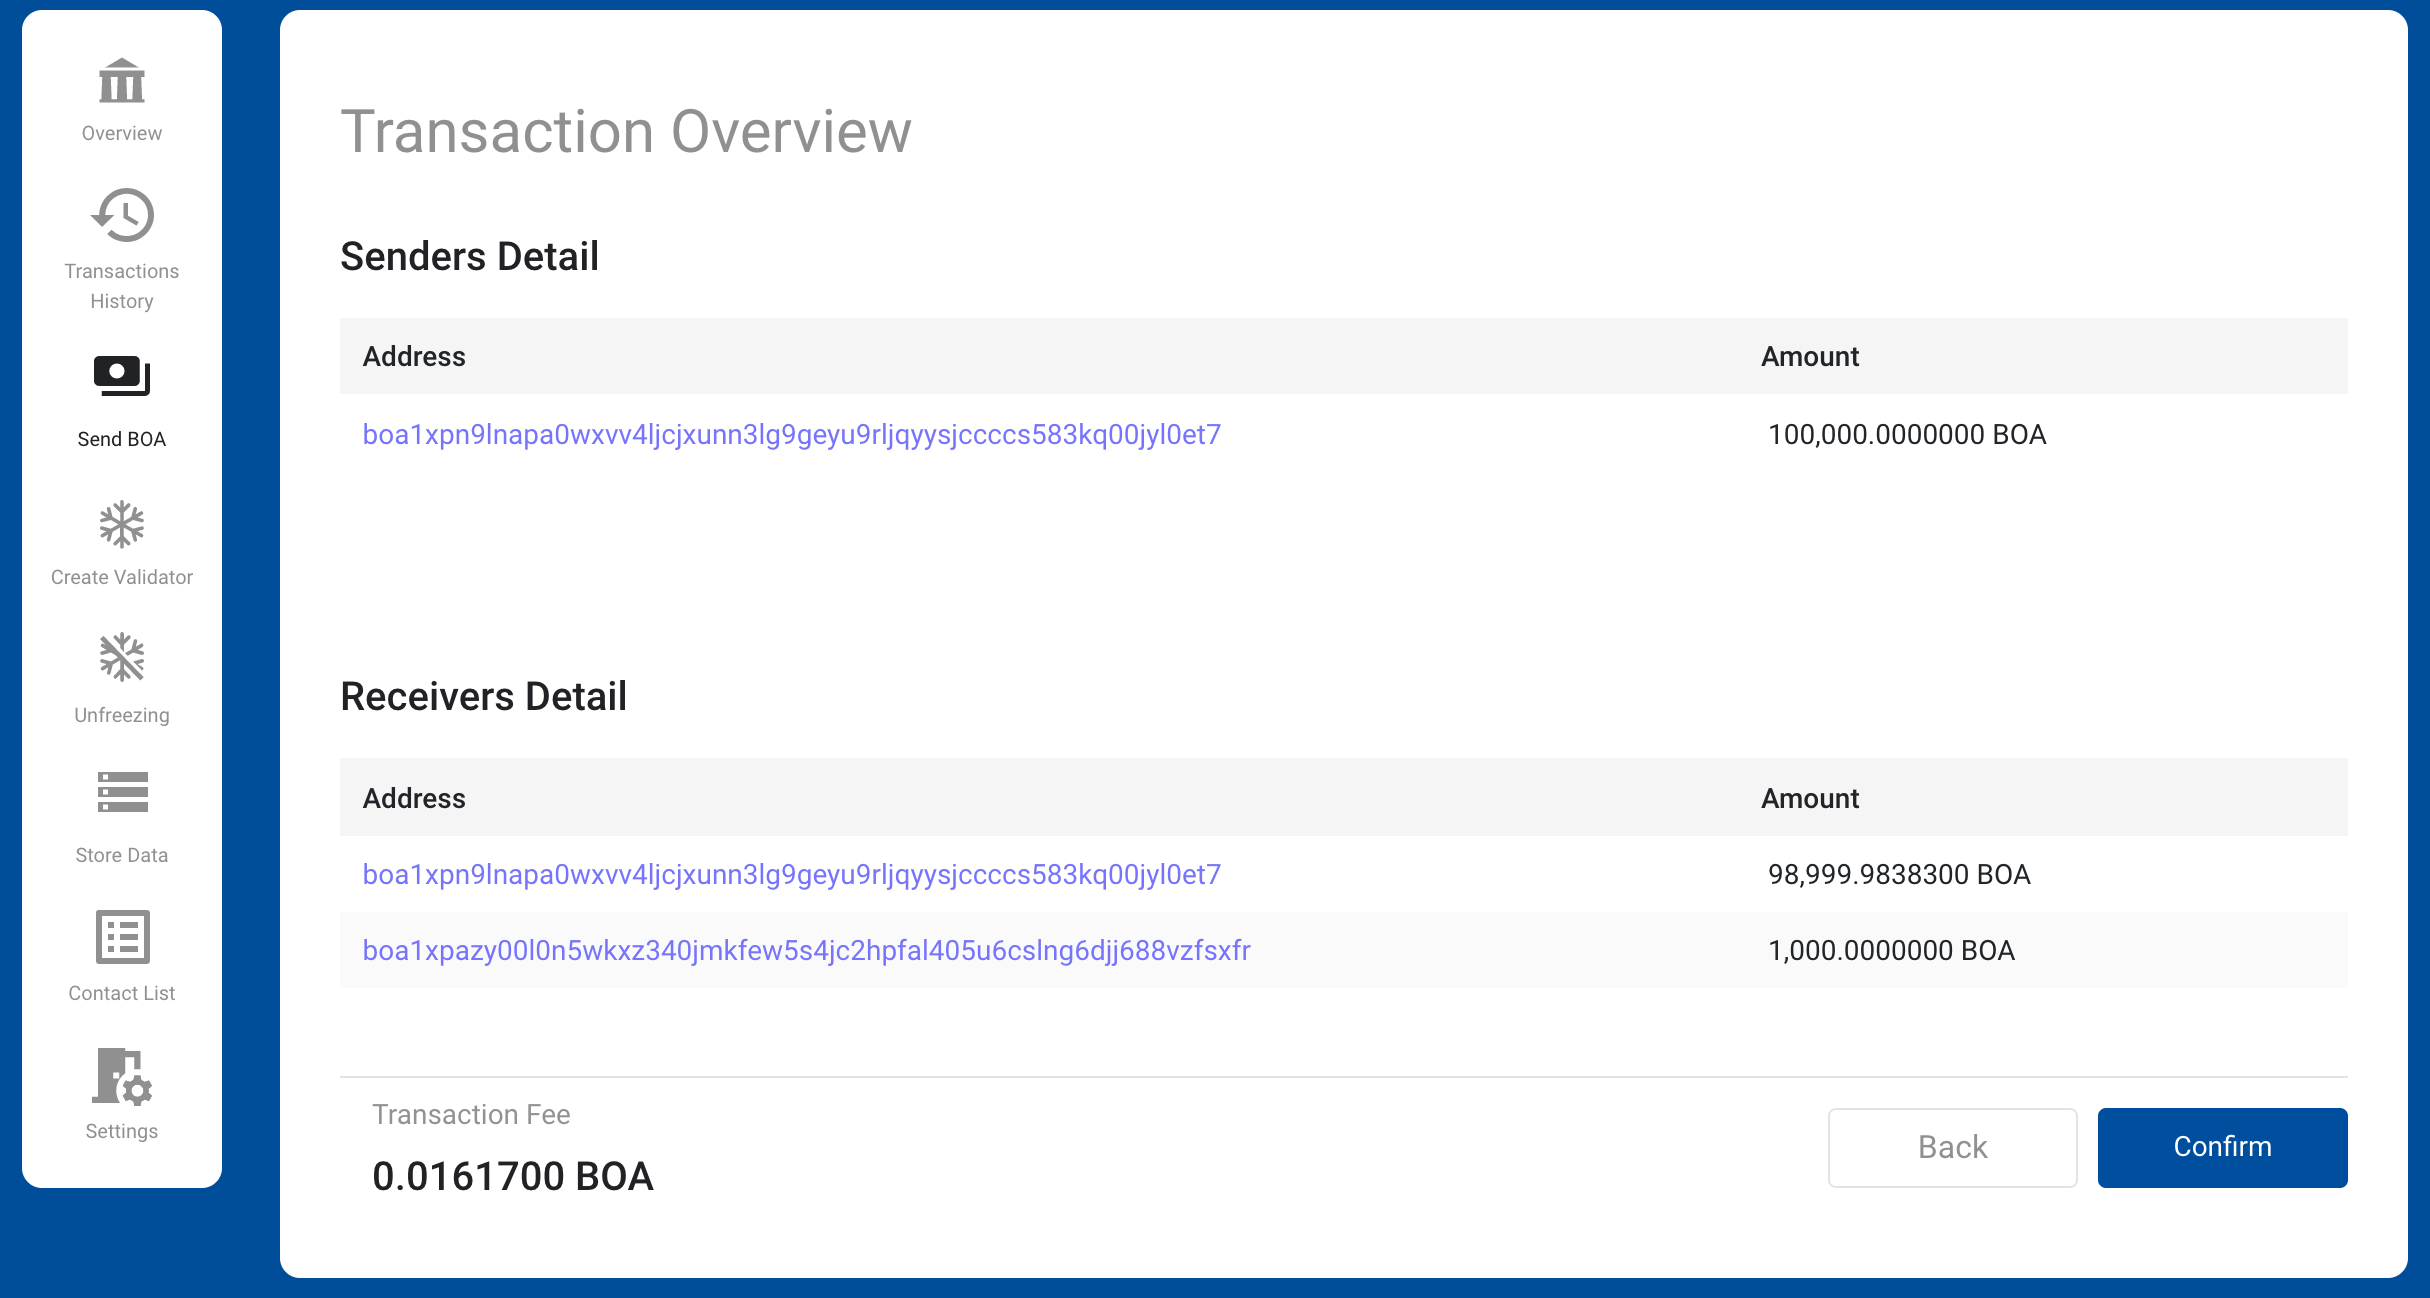 Overview
Transactions
History
Send BOA
Create Validator
Unfreezing
Store Data
Contact List
Settings
Transaction Overview
Senders Detail
Address Amount
boa1xpn9lnapa0wxvv4ljcjxunn3lg9geyu9rljqyysjccccs583kq00jyl0et7 100,000.0000000 BOA
Receivers Detail
Address Amount
boa1xpn9lnapa0wxvv4ljcjxunn3lg9geyu9rljqyysjccccs583kq00jyl0et7 98,999.9838300 BOA
boa1xpazy00l0n5wkxz340jmkfew5s4jc2hpfal405u6cslng6djj688vzfsxfr 1,000.0000000 BOA
Transaction Fee
0.0161700 BOA
Back
Confirm